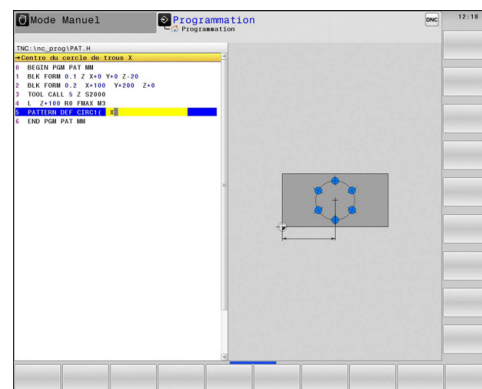 Mode Manuel
Programmation
Programmation
DNC
12:18
TNC:\nc_prog\PAT.H
→Centre du cercle de trous X
0 BEGIN PGM PAT MM
1 BLK FORM 0.1 Z X+0 Y+0 Z-20
2 BLK FORM 0.2 X+100 Y+200 Z+0
3 TOOL CALL 5 Z S2000
4 L Z+100 R0 FMAX M3
5 PATTERN DEF CIRC1( X
6 END PGM PAT MM